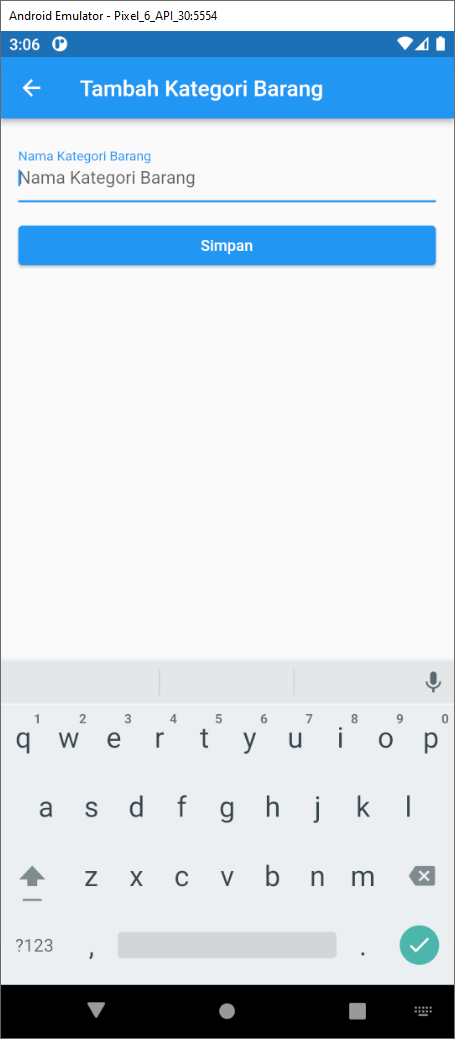 Android Emulator - Pixel_6_API_30:5554
3:06
Tambah Kategori Barang
Nama Kategori Barang
Nama Kategori Barang
Simpan
1 2 3 4 5 6 7 8 9 0
q w e r t y u i o p
a s d f g h j k l
z x c v b n m
?123 , .